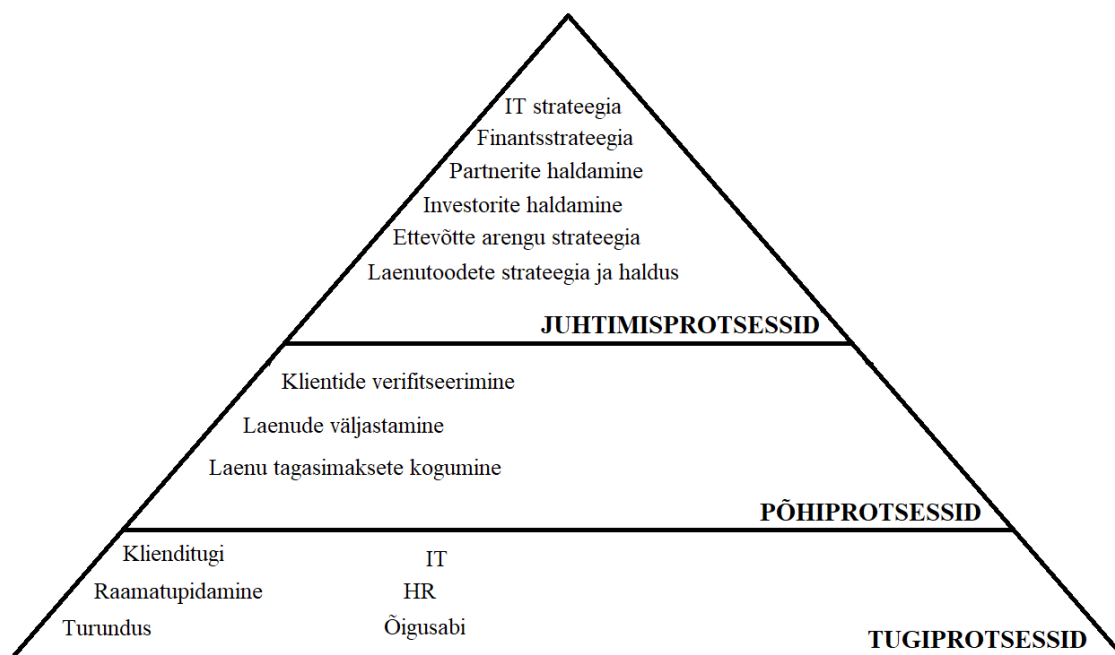 IT strateegia
Finantsstrateegia
Partnerite haldamine
Investorite haldamine
Ettevõtte arengu strateegia
Laenutoodete strateegia ja haldus
JUHTIMISPROTSESSID
Klientide verifitseerimine
Laenude väljastamine
Laenu tagasimaksete kogumine
PÕHIPROTSESSID
Klienditugi
IT
Raamatupidamine
HR
Turundus
Õigusabi
TUGIPROTSESSID